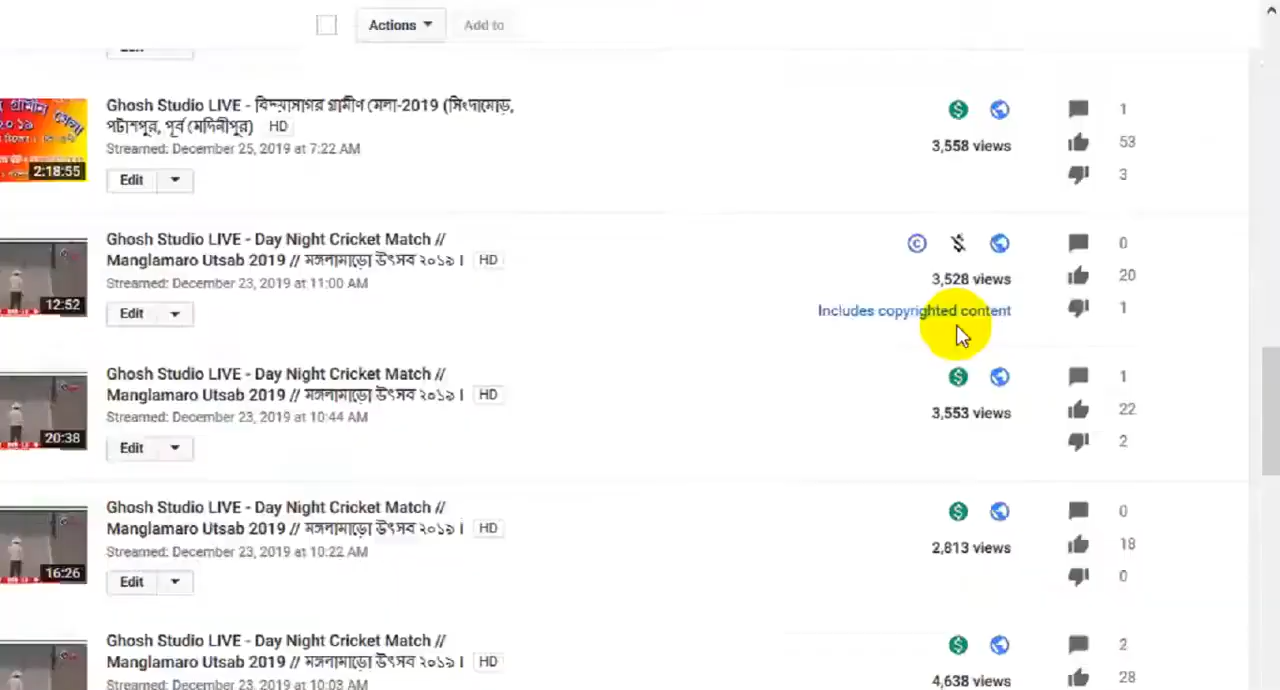 Actions
Add to
Ghosh Studio LIVE - বিদ্যাসাগর গ্রামীণ মেলা-2019 (সিংদামোড়,
পটাশপুর, পূর্ব মেদিনীপুর) HD
Streamed: December 25, 2019 at 7:22 AM
Edit
2:18:55
3,558 views
1
53
3
Ghosh Studio LIVE - Day Night Cricket Match //
Manglamaro Utsab 2019 // মঙ্গলামাড়ো উৎসব ২০১৯ । HD
Streamed: December 23, 2019 at 11:00 AM
Edit
12:52
3,528 views
Includes copyrighted content
0
20
1
Ghosh Studio LIVE - Day Night Cricket Match //
Manglamaro Utsab 2019 // মঙ্গলামাড়ো উৎসব ২০১৯ । HD
Streamed: December 23, 2019 at 10:44 AM
Edit
20:38
3,553 views
1
22
2
Ghosh Studio LIVE - Day Night Cricket Match //
Manglamaro Utsab 2019 // মঙ্গলামাড়ো উৎসব ২০১৯ । HD
Streamed: December 23, 2019 at 10:22 AM
Edit
16:26
2,813 views
0
18
0
Ghosh Studio LIVE - Day Night Cricket Match //
Manglamaro Utsab 2019 // মঙ্গলামাড়ো উৎসব ২০১৯ । HD
Streamed: December 23, 2019 at 10:03 AM
4,638 views
2
28